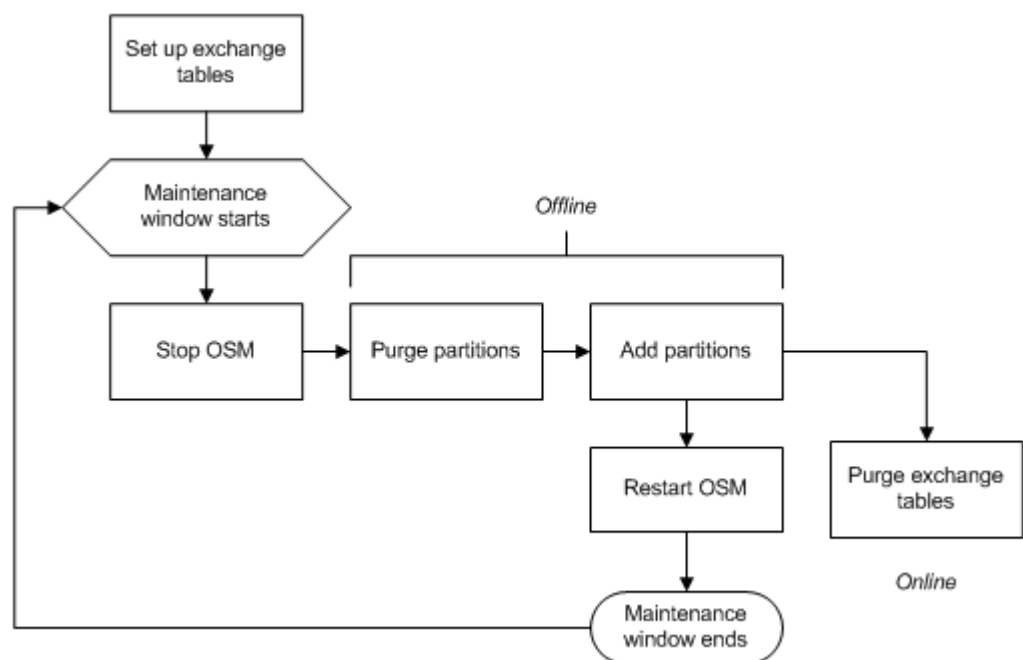 Set up exchange
tables
Maintenance
window starts
Offline
Stop OSM
Purge partitions
Add partitions
Restart OSM
Purge exchange
tables
Online
Maintenance
window ends